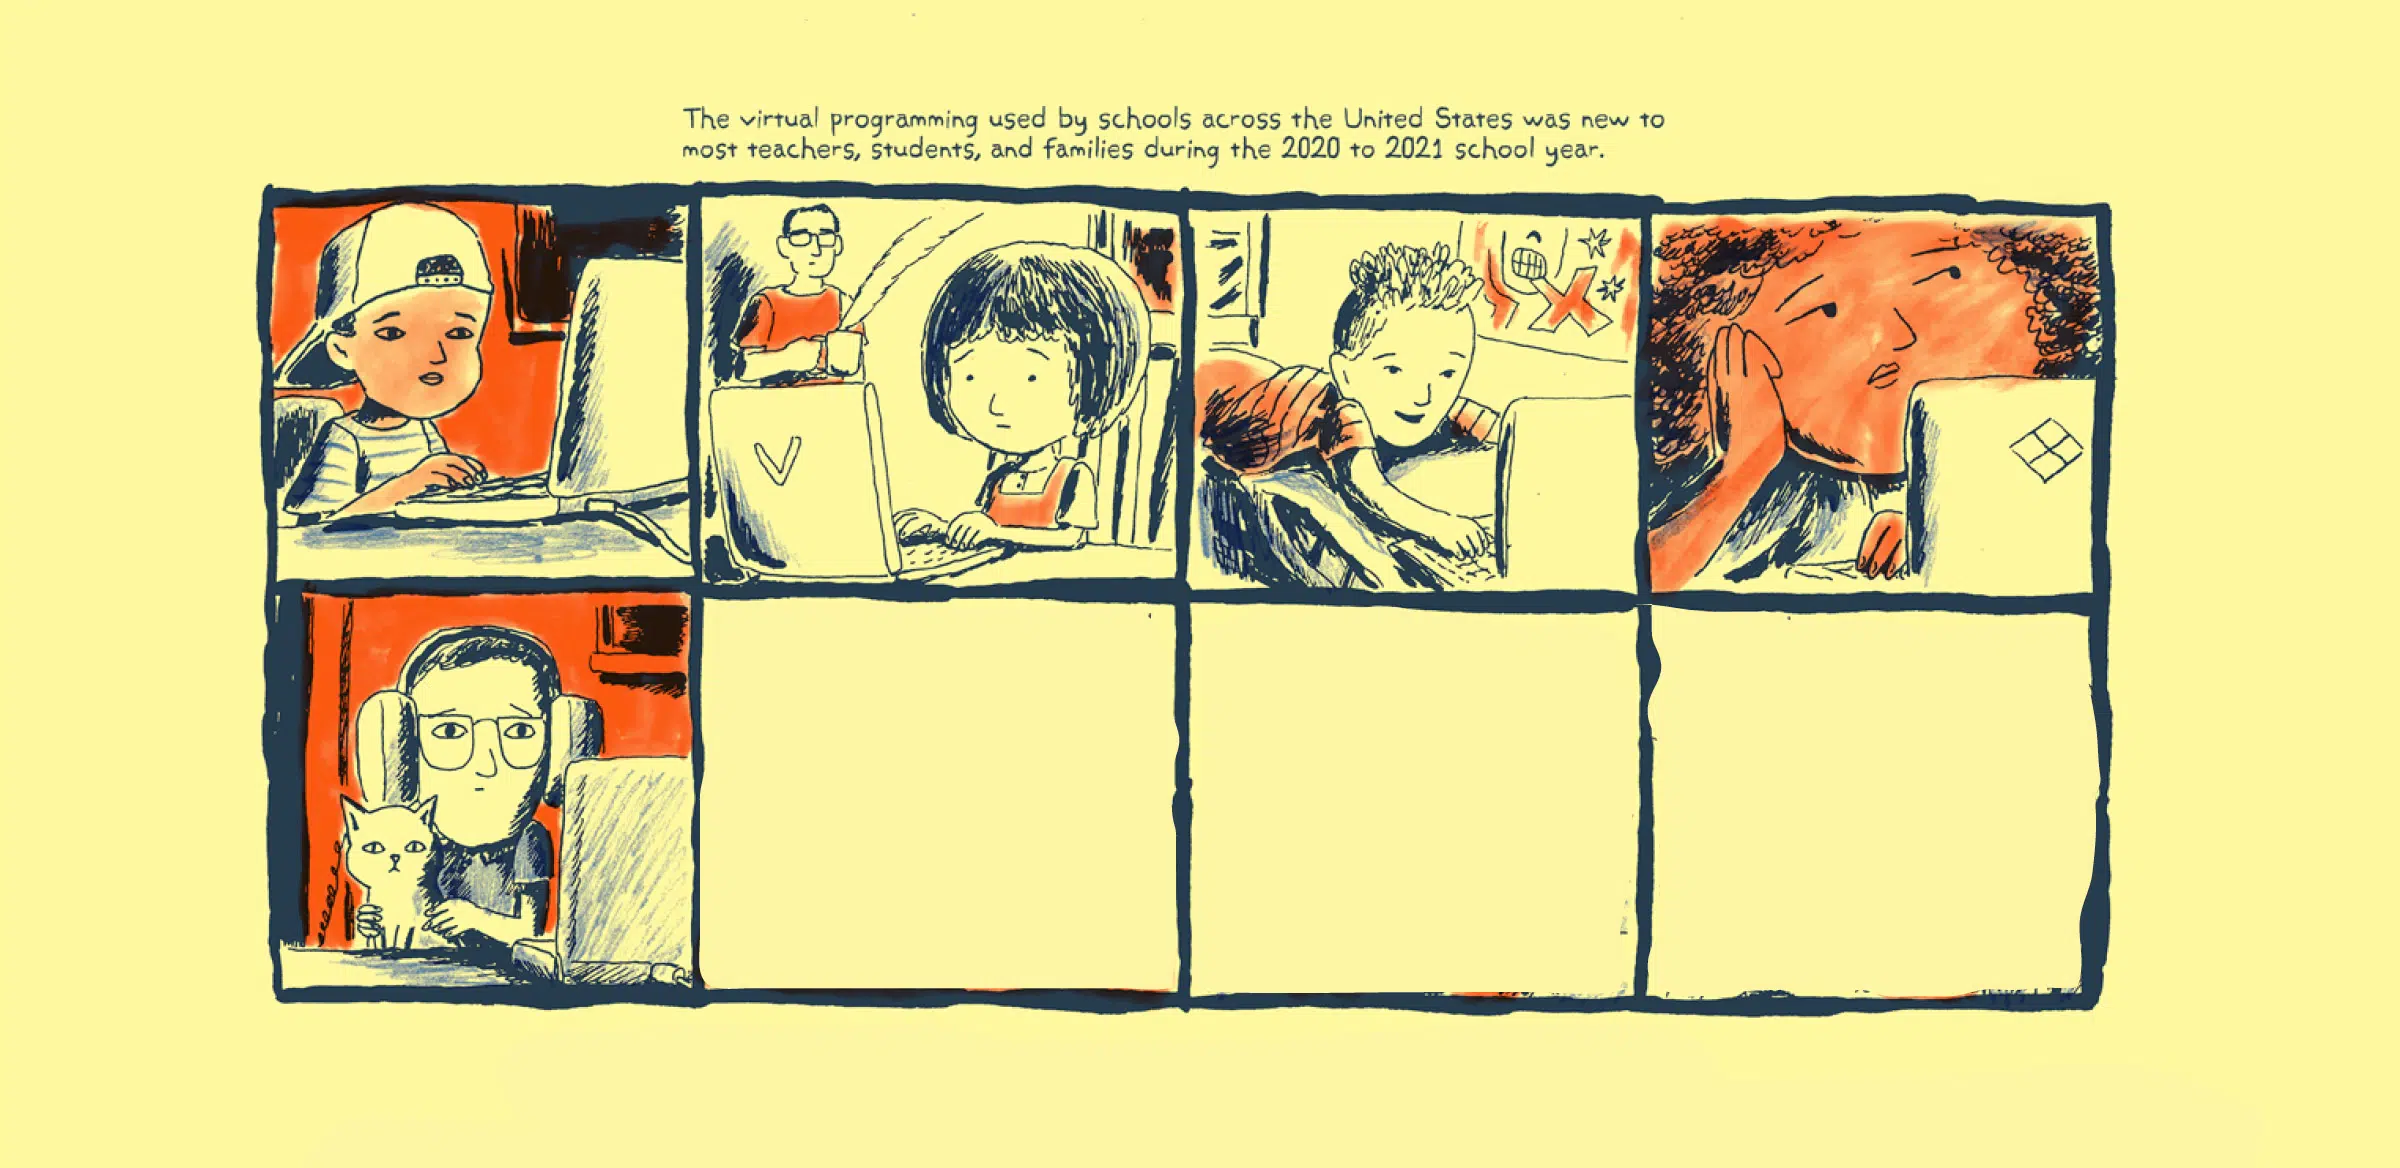 The virtual programming used by schools across the United States was new to
most teachers, students, and families during the 2020 to 2021 school year.
V